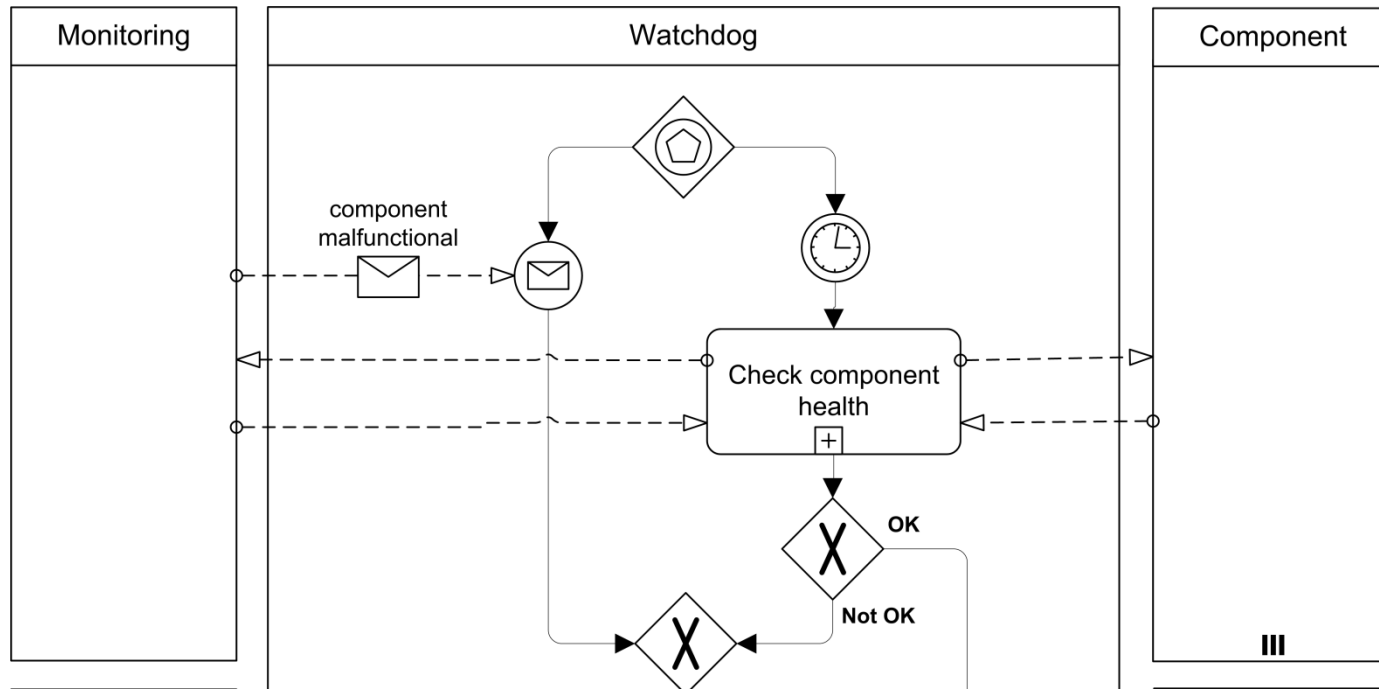 Monitoring
Watchdog
Component
component
malfunctional
Check component
health
OK
Not OK